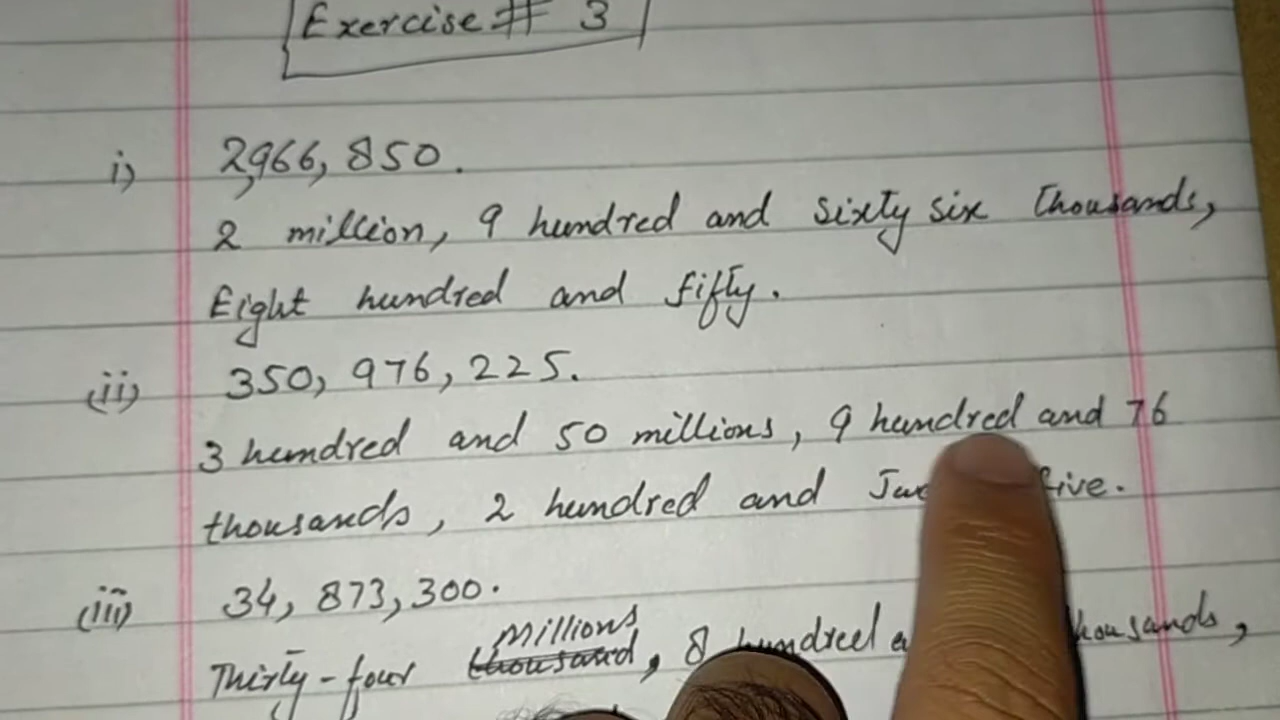 Exercise # 3
i) 2,966,850.
2 million, 9 hundred and sixty six thousands,
Eight hundred and fifty.
(ii) 350,976,225.
3 hundred and 50 millions, 9 hundred and 76
thousands, 2 hundred and five.
(iii) 34,873,300.
millions
Thirty-four thousand, 8 hundred thousands,